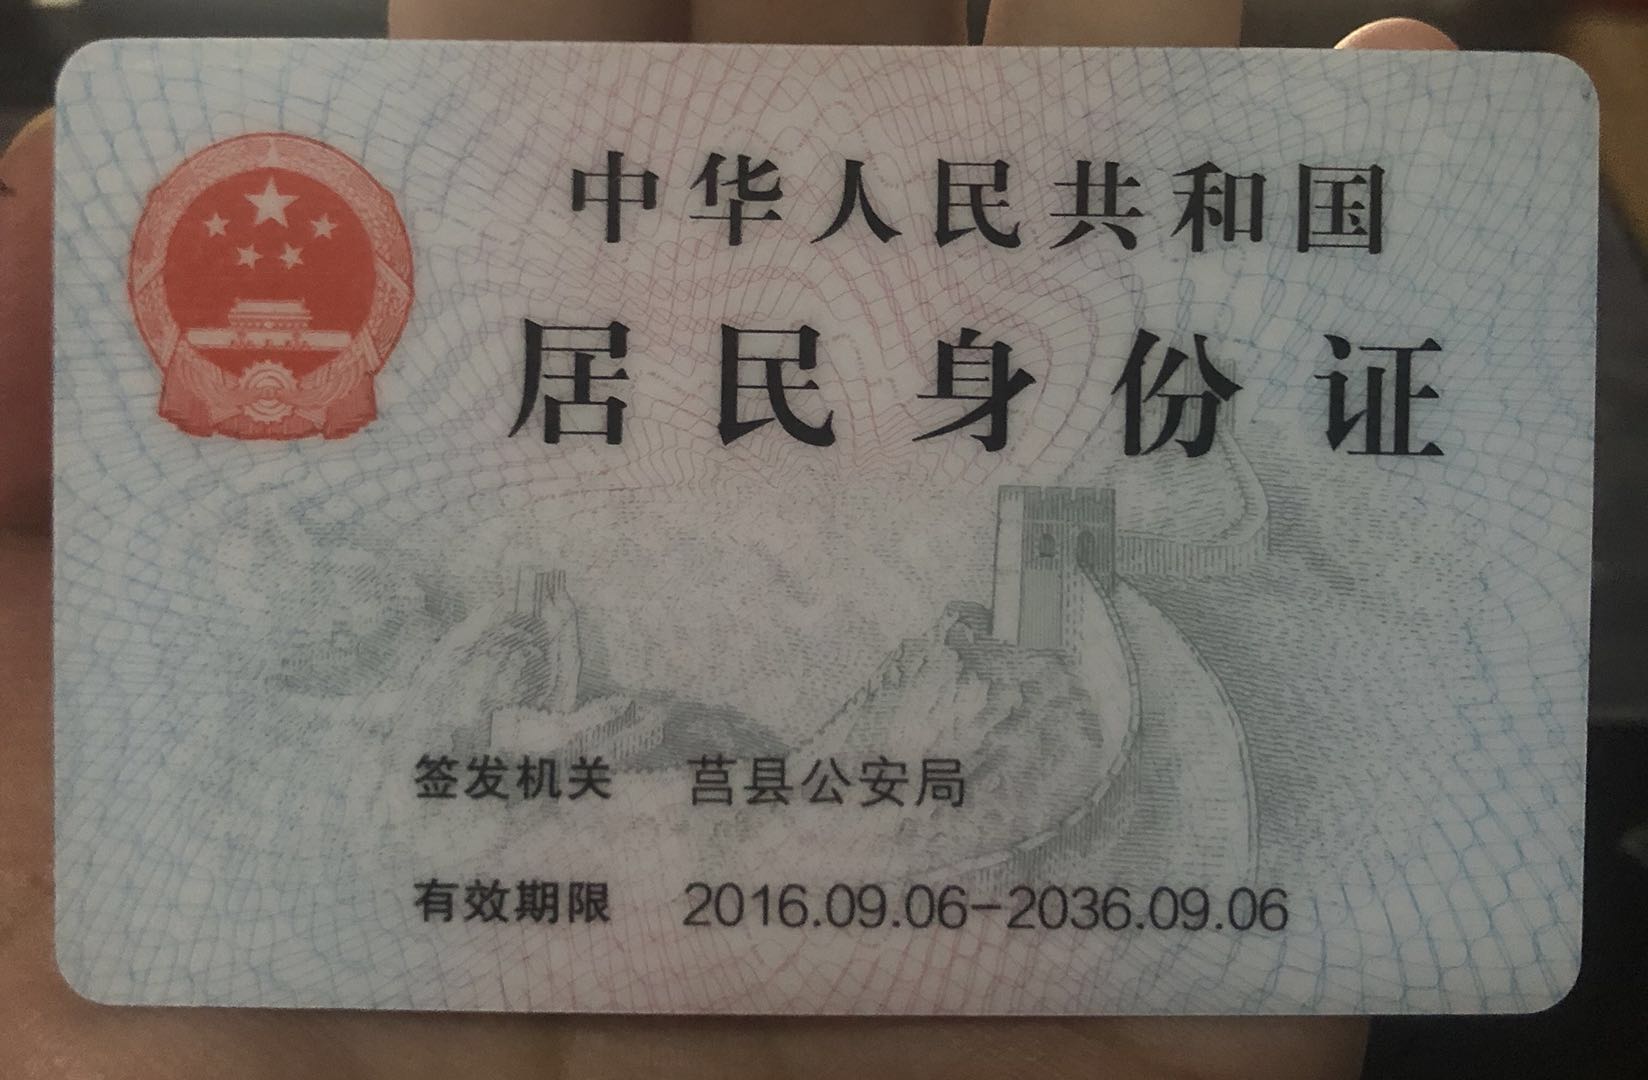 中华人民共和国
居民身份证
签发机关 莒县公安局
有效期限 2016.09.06-2036.09.06